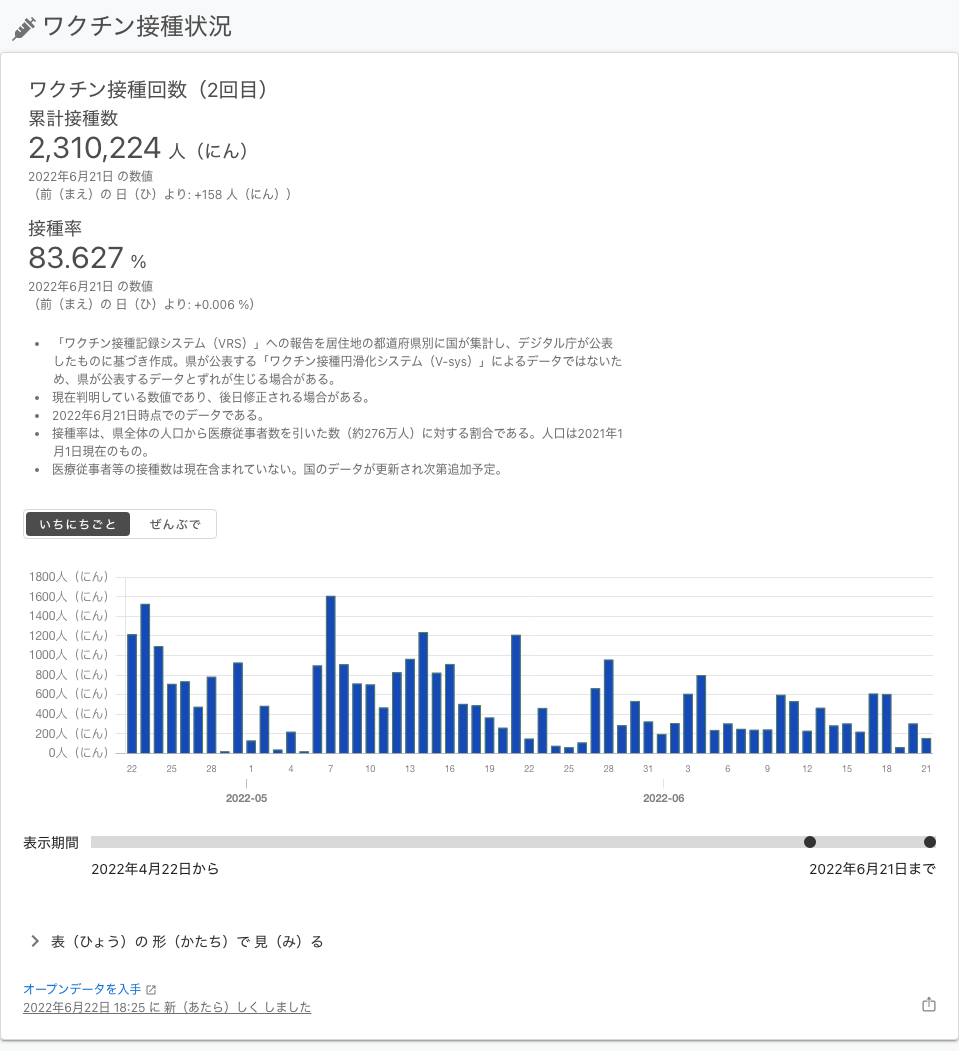 ワクチン接種状況
ワクチン接種回数（2回目）
累計接種数
2,310,224 人（にん）
2022年6月21日 の数値
（前（まえ）の 日（ひ）より: +158 人（にん））
接種率
83.627 %
2022年6月21日 の数値
（前（まえ）の 日（ひ）より: +0.006 %）
• 「ワクチン接種記録システム（VRS）」への報告を居住地の都道府県別に国が集計し、デジタル庁が公表
したものに基づき作成。県が公表する「ワクチン接種円滑化システム（V-sys）」によるデータではないた
め、県が公表するデータとずれが生じる場合がある。
• 現在判明している数値であり、後日修正される場合がある。
• 2022年6月21日時点でのデータである。
• 接種率は、県全体の人口から医療従事者数を引いた数（約276万人）に対する割合である。人口は2021年1
月1日現在のもの。
• 医療従事者等の接種数は現在含まれていない。国のデータが更新され次第追加予定。
いちにちごと ぜんぶで
1800人（にん）
1600人（にん）
1400人（にん）
1200人（にん）
1000人（にん）
800人（にん）
600人（にん）
400人（にん）
200人（にん）
0人（にん）
22 25 28 1 4 7 10 13 16 19 22 25 28 31 3 6 9 12 15 18 21
2022-05 2022-06
表示期間
2022年4月22日から 2022年6月21日まで
表（ひょう）の 形（かたち）で 見（み）る
オープンデータを入手
2022年6月22日 18:25 に 新（あたら）しく しました